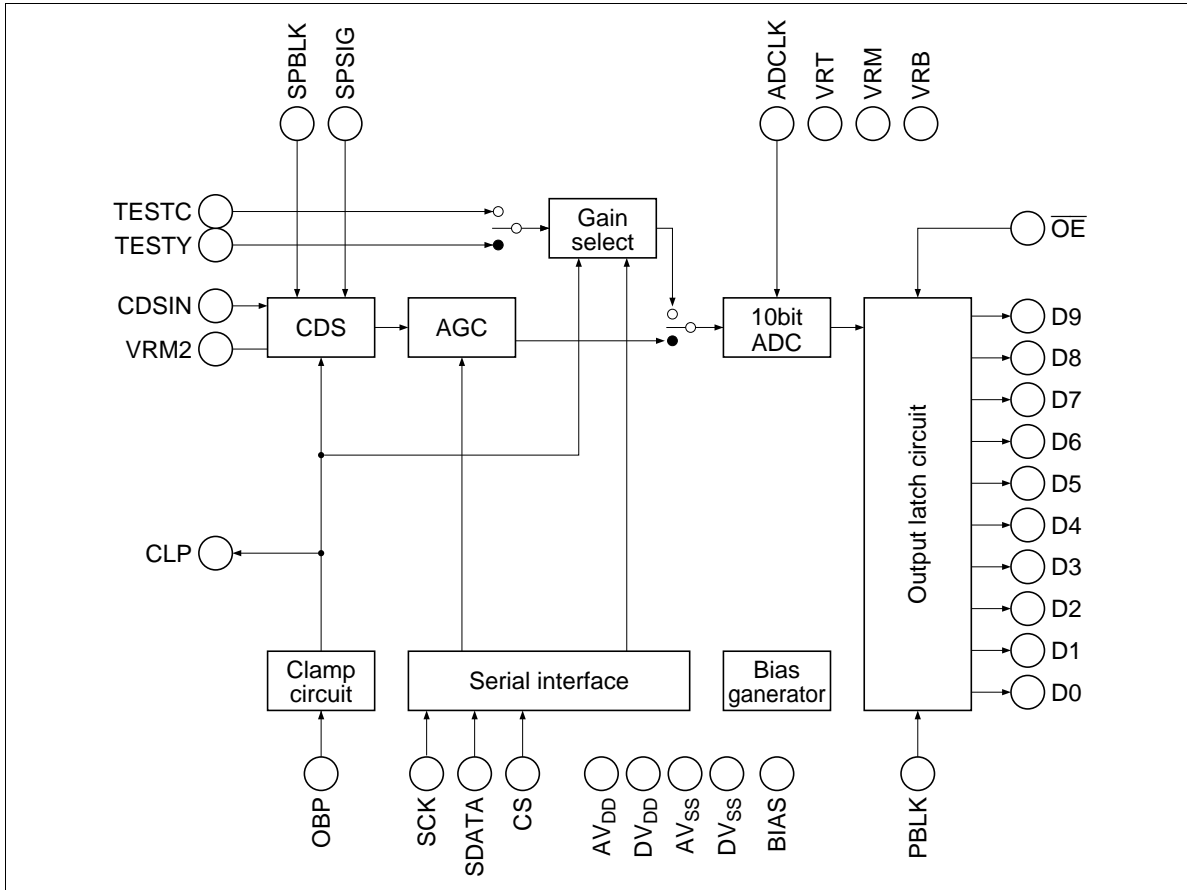 SPBLK
SPSIG
ADCLK
VRT
VRM
VRB
TESTC
TESTY
Gain
select
OE
CDSIN
VRM2
CDS
AGC
10bit
ADC
D9
D8
D7
D6
D5
D4
D3
D2
D1
D0
Output latch circuit
CLP
Clamp
circuit
Serial interface
Bias
ganerator
OBP
SCK
SDATA
CS
AVDD
DVDD
AVSS
DVSS
BIAS
PBLK